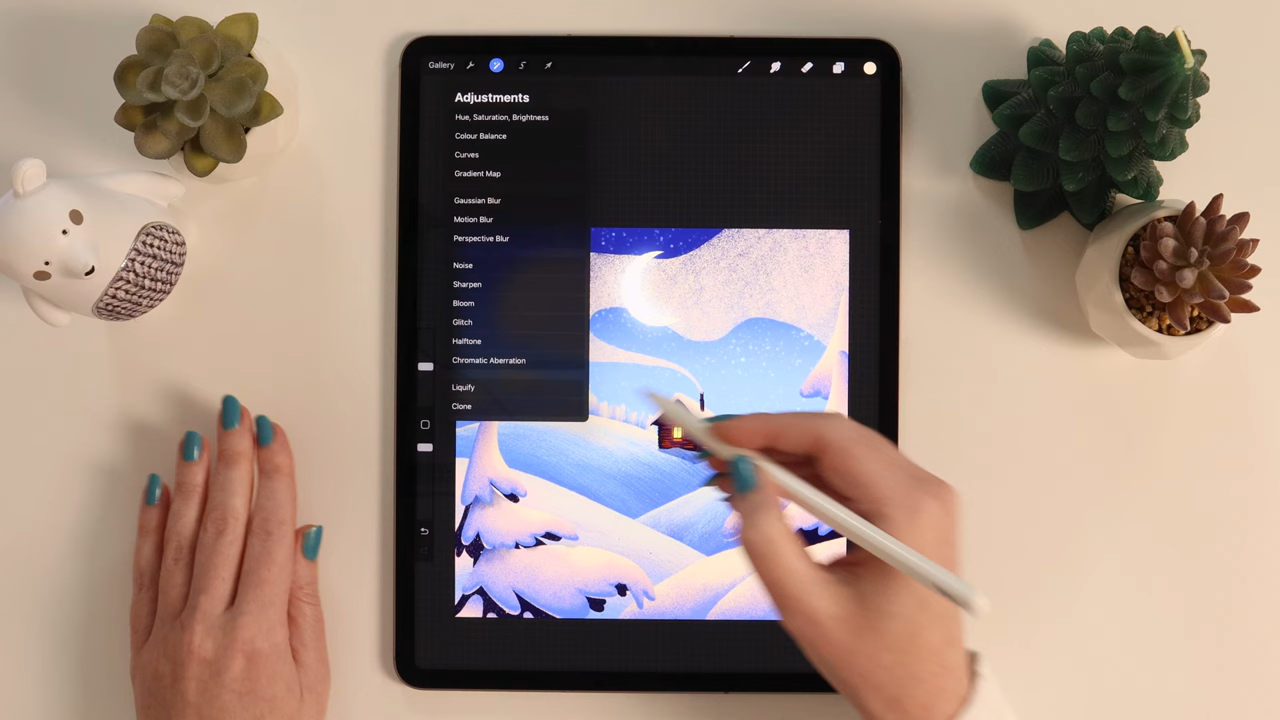 Gallery
Adjustments
Hue, Saturation, Brightness
Colour Balance
Curves
Gradient Map
Gaussian Blur
Motion Blur
Perspective Blur
Noise
Sharpen
Bloom
Glitch
Halftone
Chromatic Aberration
Liquify
Clone